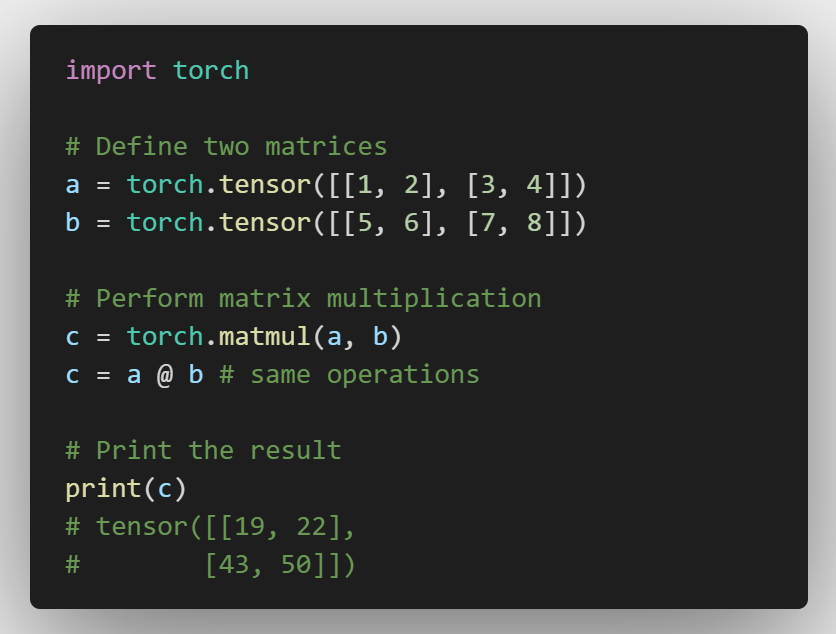 import torch

# Define two matrices
a = torch.tensor([[1, 2], [3, 4]])
b = torch.tensor([[5, 6], [7, 8]])

# Perform matrix multiplication
c = torch.matmul(a, b)
c = a @ b # same operations

# Print the result
print(c)
# tensor([[19, 22],
#        [43, 50]])